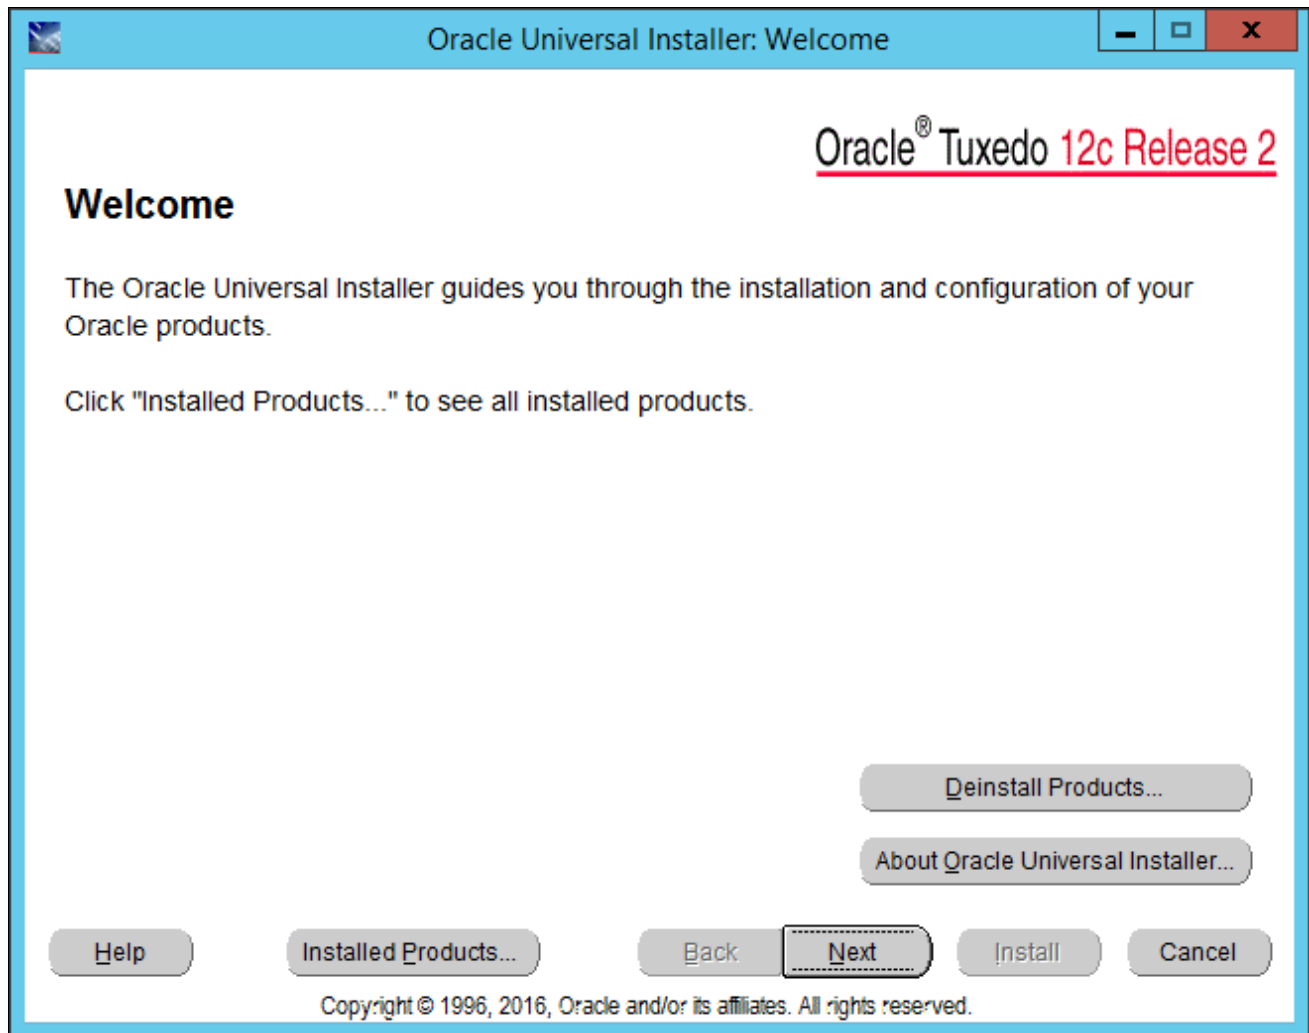 Oracle Universal Installer: Welcome
Oracle® Tuxedo 12c Release 2
Welcome
The Oracle Universal Installer guides you through the installation and configuration of your
Oracle products.
Click "Installed Products..." to see all installed products.
Deinstall Products...
About Oracle Universal Installer...
Help Installed Products... Back Next Install Cancel
Copyright © 1996, 2016, Oracle and/or its affiliates. All rights reserved.